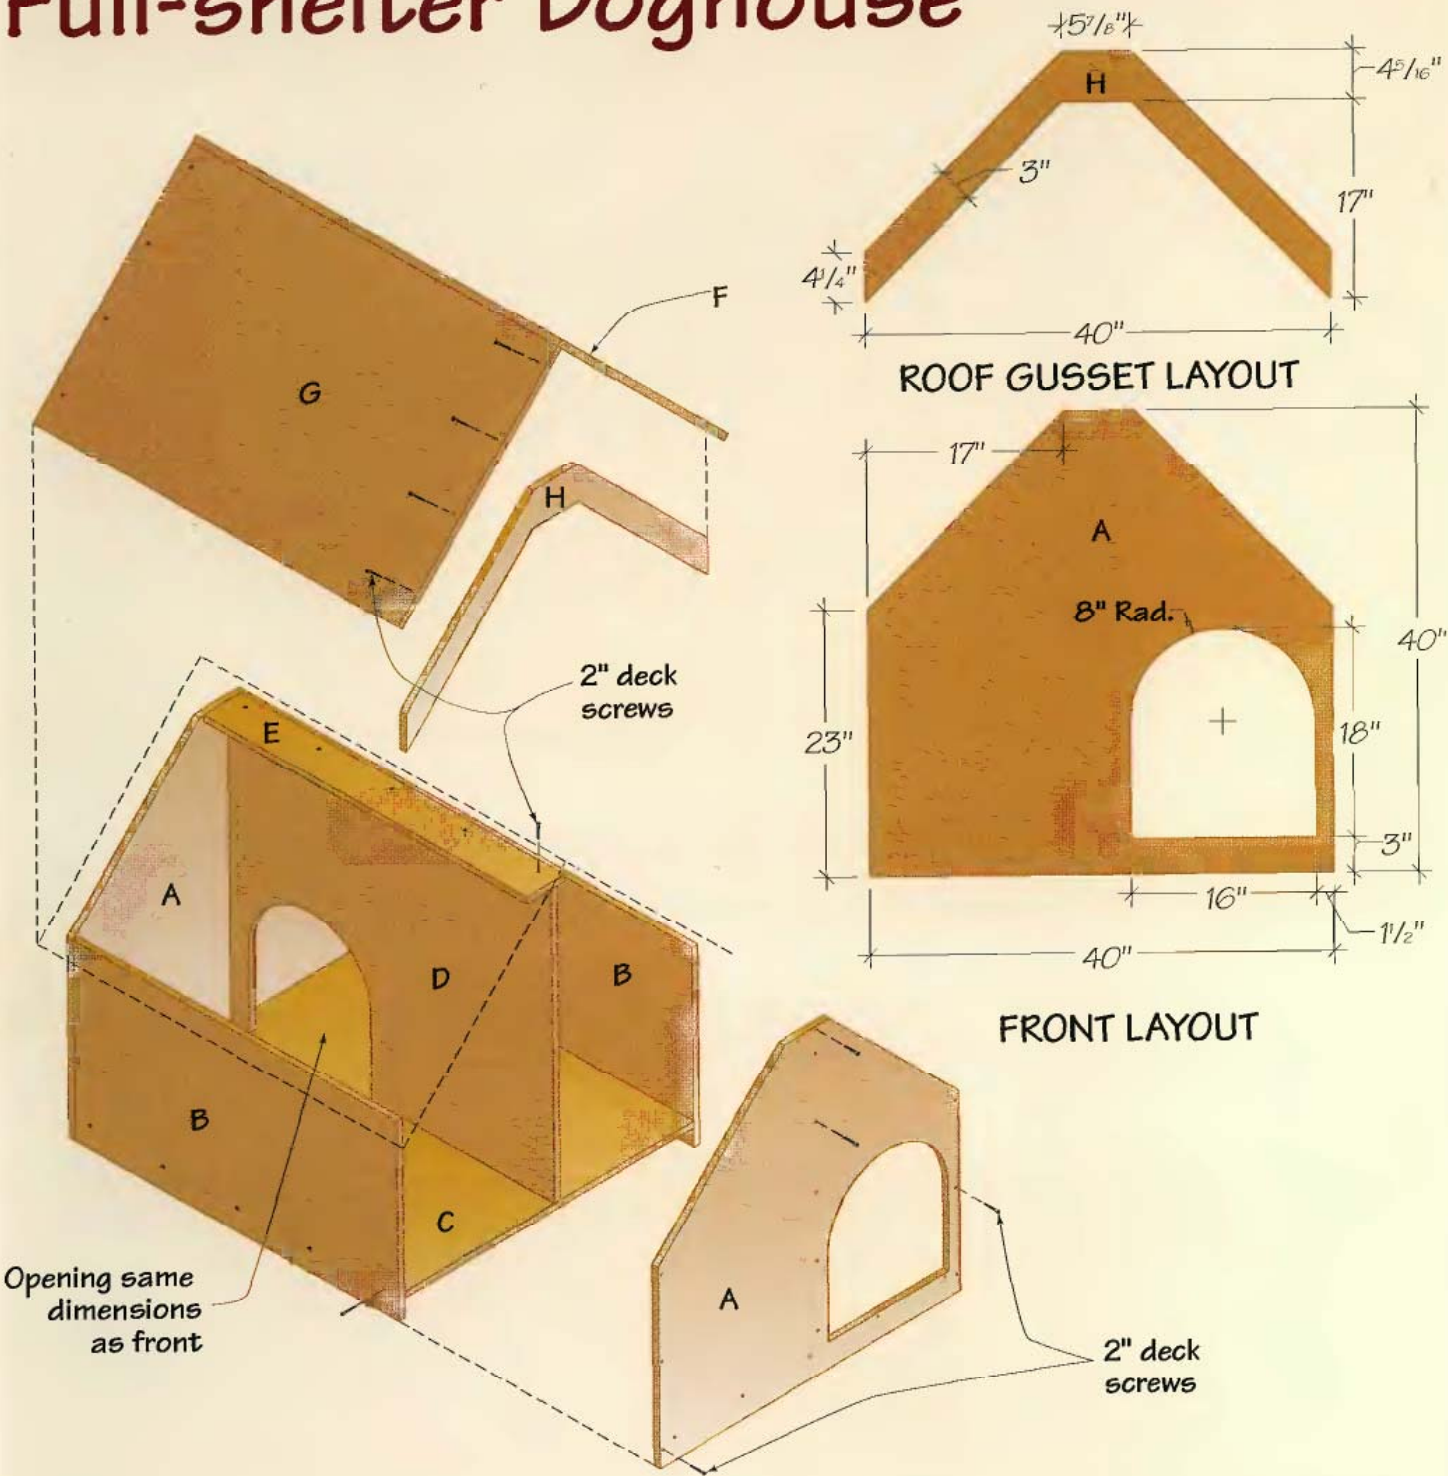 Full-shelter Doghouse
5 7/8"
4 5/16"
H
3"
17"
4 1/4"
40"
ROOF GUSSET LAYOUT
F
G
H
2" deck
screws
17"
A
8" Rad.
40"
23"
18"
3"
16"
1 1/2"
40"
FRONT LAYOUT
E
A
D
B
B
C
Opening same
dimensions
as front
A
2" deck
screws